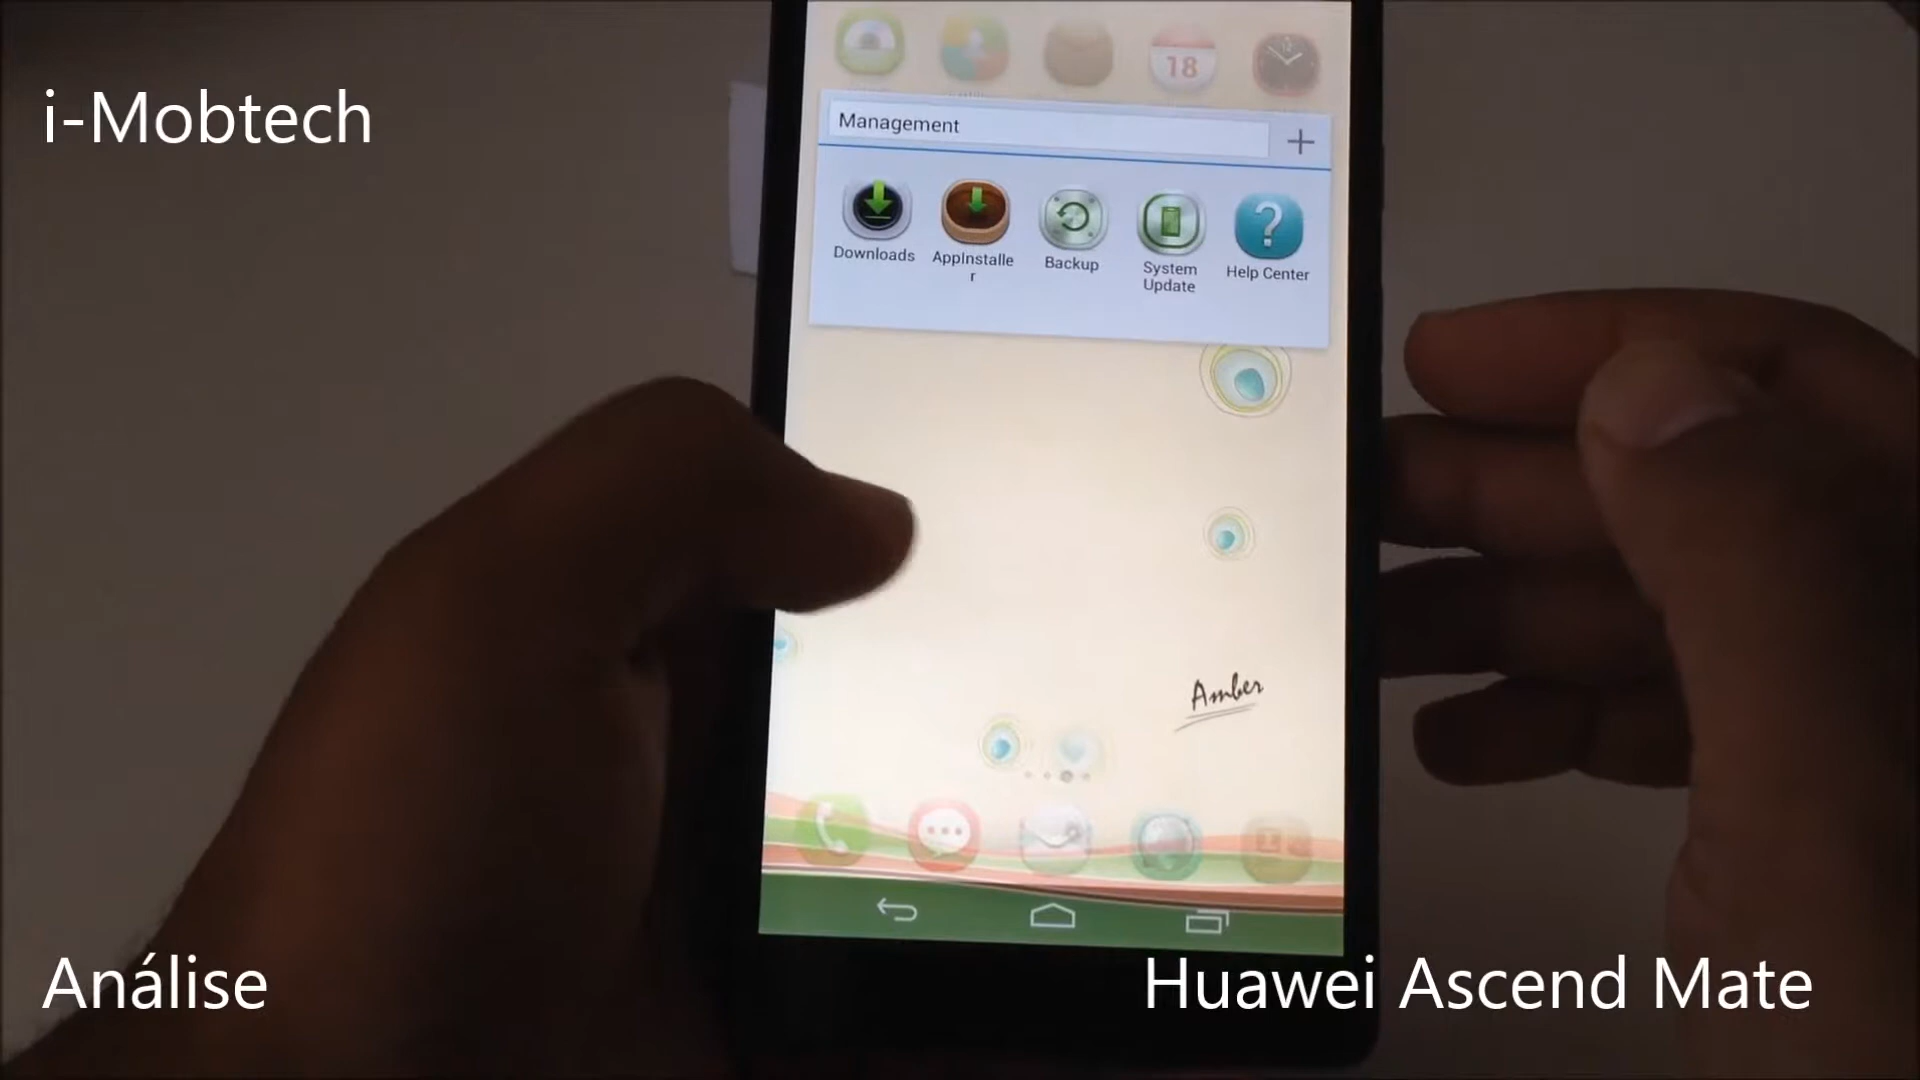 i-Mobtech
18
Management
Downloads
AppInstalle
r
Backup
System
Update
Help Center
Amber
Análise
Huawei Ascend Mate